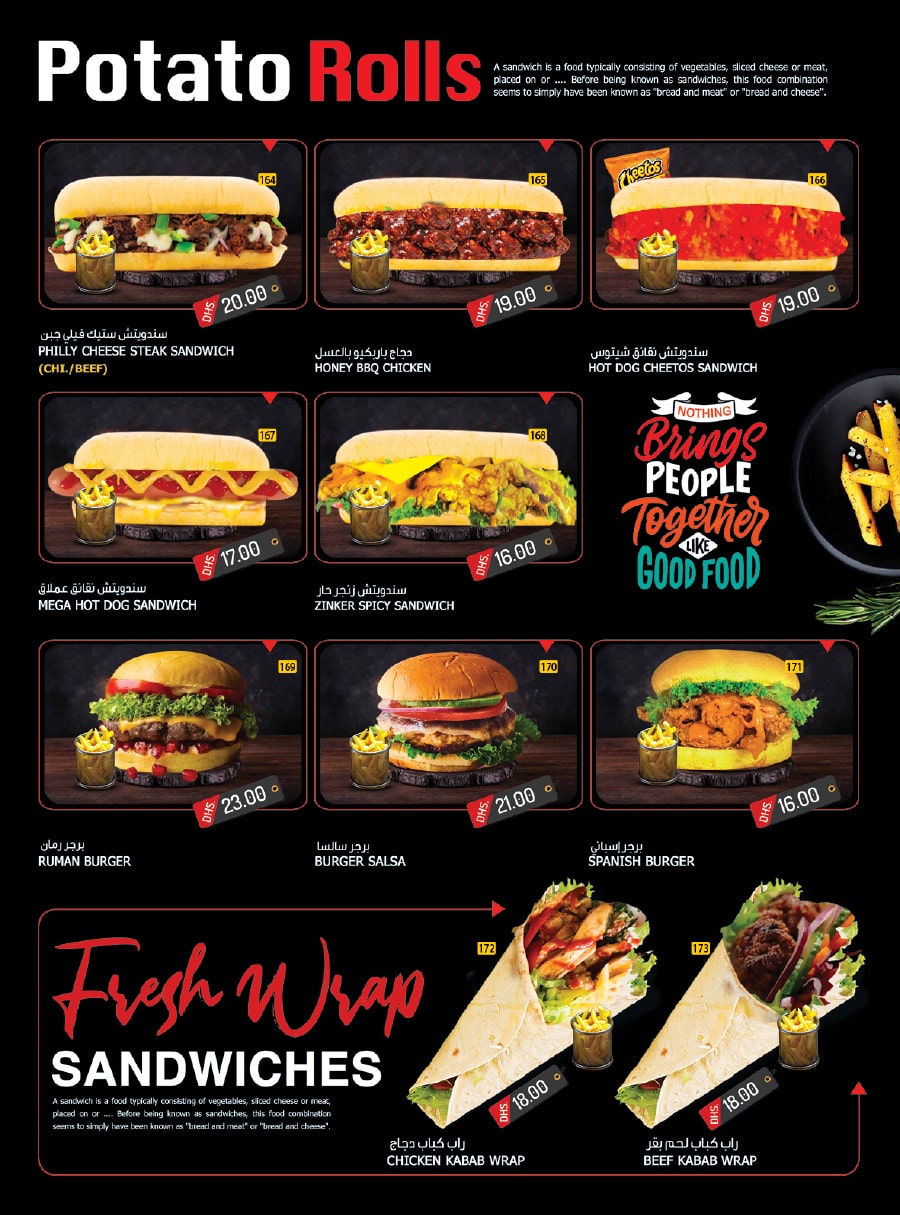 Potato Rolls
A sandwich is a food typically consisting of vegetables, sliced cheese or meat,
placed on or .... Before being known as sandwiches, this food combination
seems to simply have been known as "bread and meat" or "bread and cheese".
164
DHS. 20.00
سندويتش ستيك فيلي جبن
PHILLY CHEESE STEAK SANDWICH
(CHI./BEEF)
165
DHS. 19.00
دجاج باربكيو بالعسل
HONEY BBQ CHICKEN
Cheetos
166
DHS. 19.00
سندويتش نقانق شيتوس
HOT DOG CHEETOS SANDWICH
167
DHS. 17.00
سندويتش نقانق عملاق
MEGA HOT DOG SANDWICH
168
DHS. 16.00
سندويتش زنجر حار
ZINKER SPICY SANDWICH
NOTHING
Brings
PEOPLE
Together
LIKE
GOOD FOOD
169
DHS. 23.00
برجر رمان
RUMAN BURGER
170
DHS. 21.00
برجر سالسا
BURGER SALSA
171
DHS. 16.00
برجر إسباني
SPANISH BURGER
Fresh Wrap
SANDWICHES
A sandwich is a food typically consisting of vegetables, sliced cheese or meat,
placed on or .... Before being known as sandwiches, this food combination
seems to simply have been known as "bread and meat" or "bread and cheese".
172
DHS. 18.00
راب كباب دجاج
CHICKEN KABAB WRAP
173
DHS. 18.00
راب كباب لحم بقر
BEEF KABAB WRAP